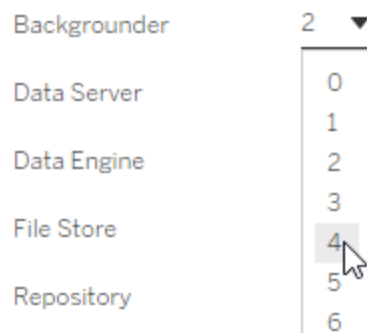 Backgrounder 2
0
Data Server
1
2
Data Engine
3
File Store
4
5
Repository
6